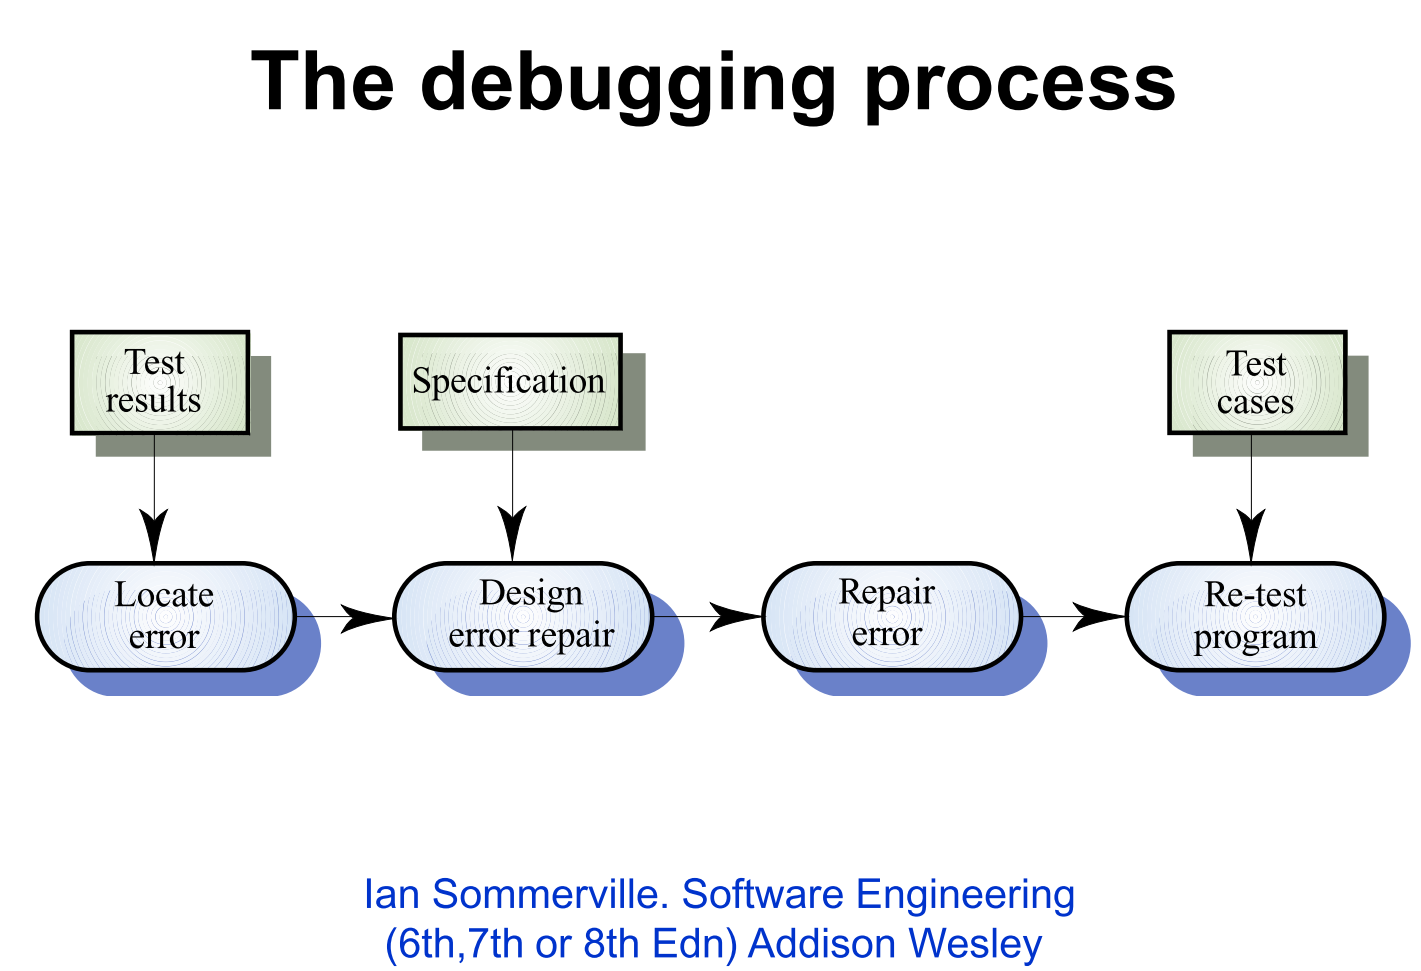 The debugging process
Test
results
Specification
Test
cases
Locate
error
Design
error repair
Repair
error
Re-test
program
Ian Sommerville. Software Engineering
(6th,7th or 8th Edn) Addison Wesley